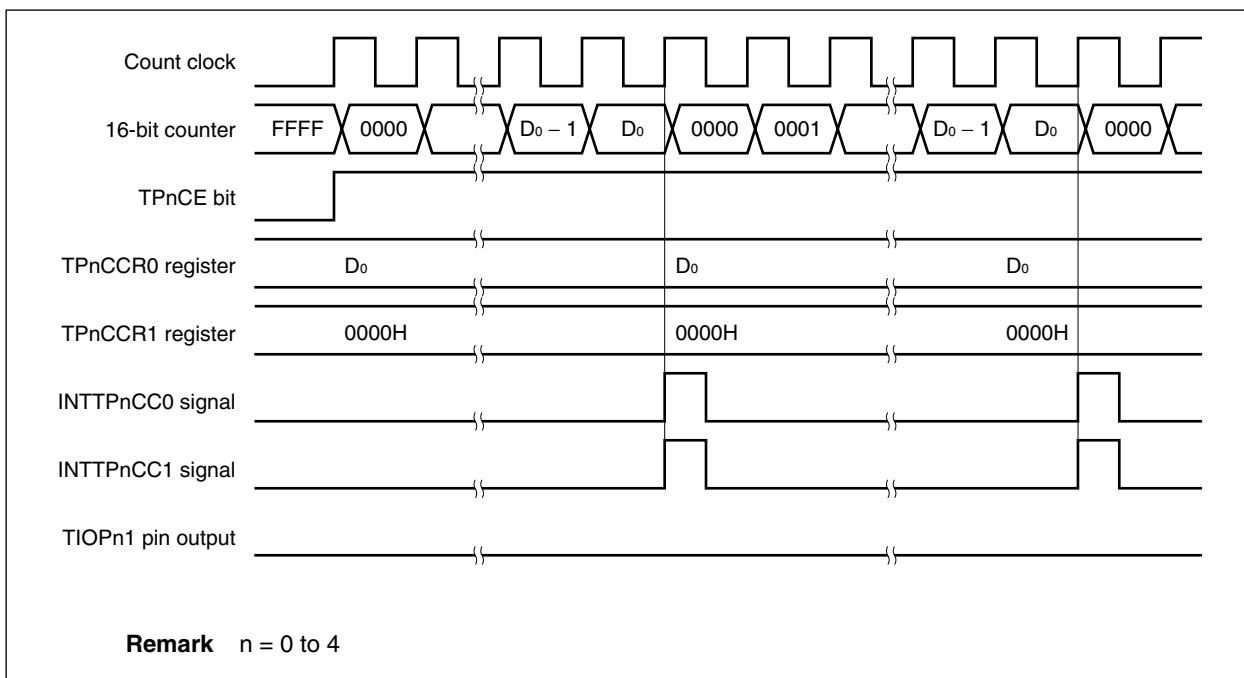 Count clock
16-bit counter FFFF 0000 D0 − 1 D0 0000 0001 D0 − 1 D0 0000
TPnCE bit
TPnCCR0 register D0 D0 D0
TPnCCR1 register 0000H 0000H 0000H
INTTPnCC0 signal
INTTPnCC1 signal
TIOPn1 pin output
Remark n = 0 to 4